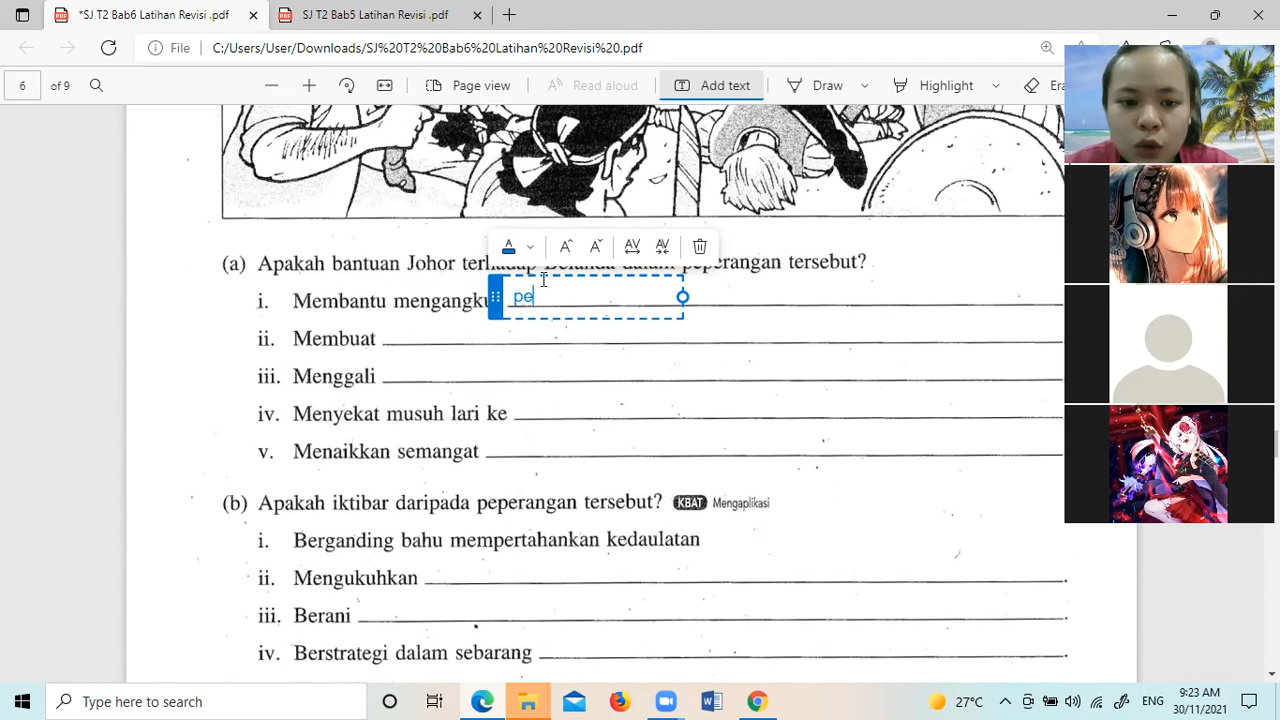 *SJ T2 Bab6 Latihan Revisi .pdf
SJ T2 Bab6 Latihan Revisi .pdf
File
C:/Users/User/Downloads/SJ%20T2%20Bab6%20Latihan%20Revisi%20.pdf
6 of 9
Page view
Read aloud
Add text
Draw
Highlight
(a) Apakah bantuan Johor terhadap Belanda dalam peperangan tersebut?
i. Membantu mengangku
pe
ii. Membuat
iii. Menggali
iv. Menyekat musuh lari ke
v. Menaikkan semangat
(b) Apakah iktibar daripada peperangan tersebut? KBAT Mengaplikasi
i. Berganding bahu mempertahankan kedaulatan
ii. Mengukuhkan
iii. Berani
iv. Berstrategi dalam sebarang
Type here to search
27°C
ENG
9:23 AM
30/11/2021